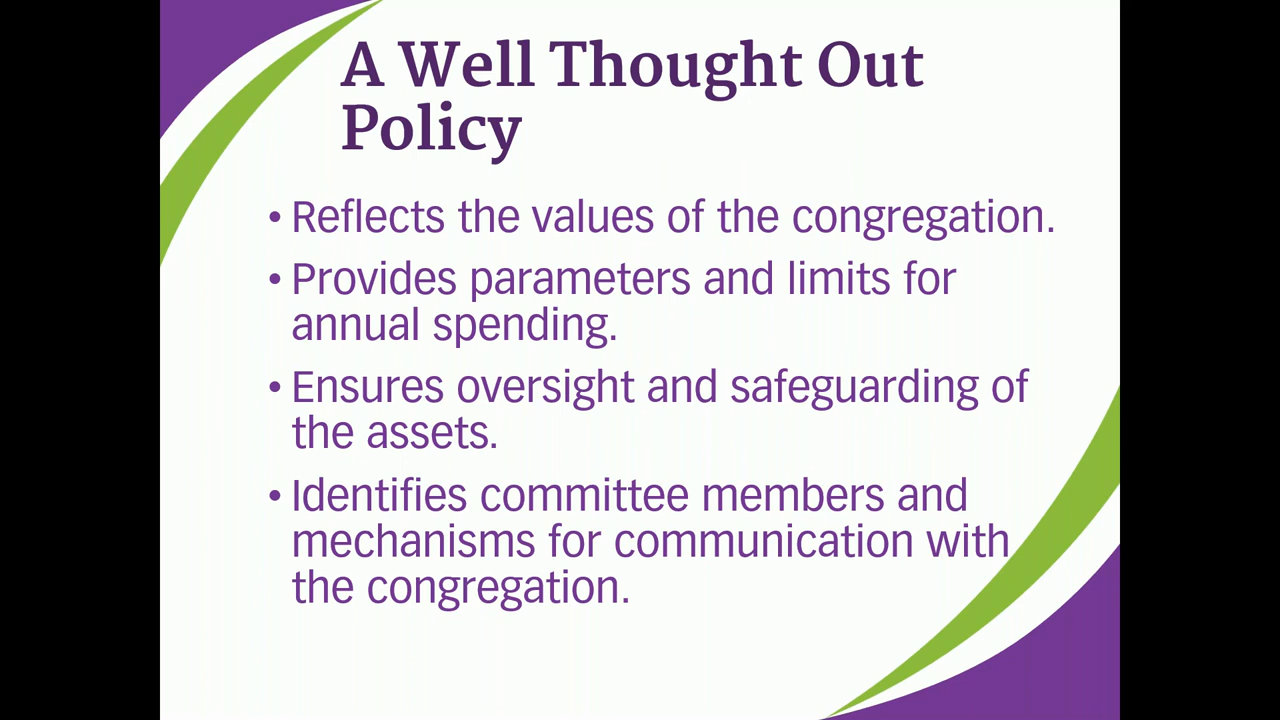 A Well Thought Out
Policy
• Reflects the values of the congregation.
• Provides parameters and limits for
annual spending.
• Ensures oversight and safeguarding of
the assets.
• Identifies committee members and
mechanisms for communication with
the congregation.